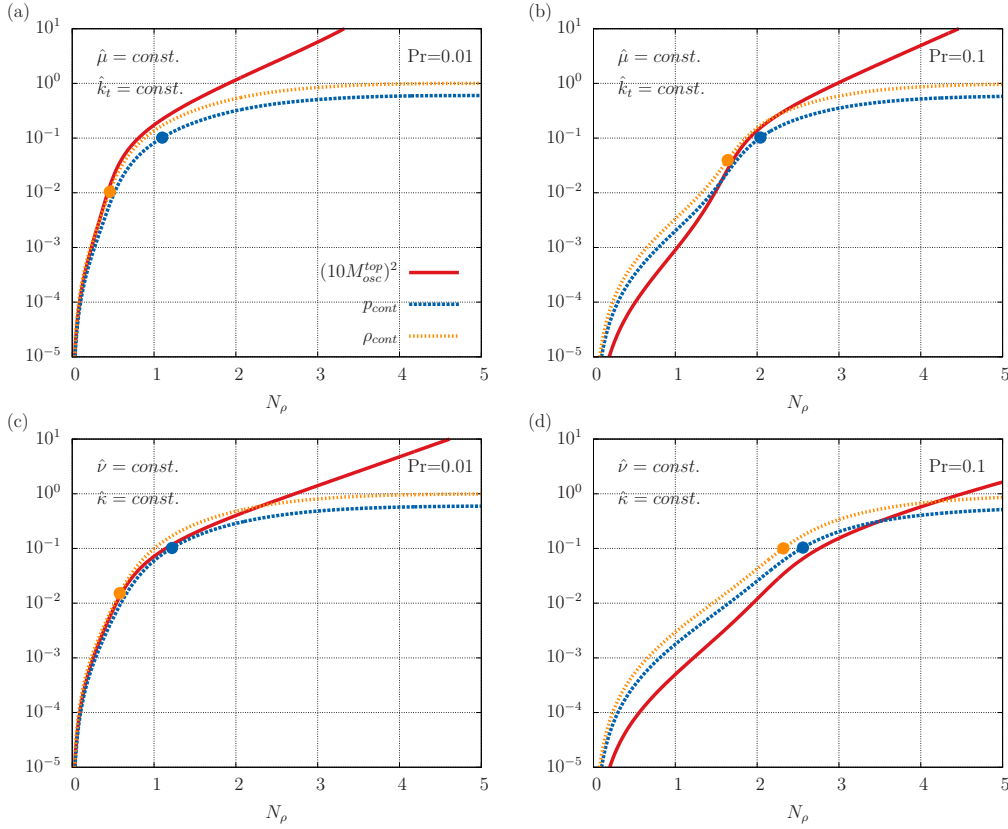 (a)
10^1
10^0
10^-1
10^-2
10^-3
10^-4
10^-5
μ̂ = const.
k̂_t = const.
Pr=0.01
(10M_osc^top)^2
p_cont
ρ_cont
0 1 2 3 4 5
N_ρ
(b)
10^1
10^0
10^-1
10^-2
10^-3
10^-4
10^-5
μ̂ = const.
k̂_t = const.
Pr=0.1
0 1 2 3 4 5
N_ρ
(c)
10^1
10^0
10^-1
10^-2
10^-3
10^-4
10^-5
ν̂ = const.
κ̂ = const.
Pr=0.01
0 1 2 3 4 5
N_ρ
(d)
10^1
10^0
10^-1
10^-2
10^-3
10^-4
10^-5
ν̂ = const.
κ̂ = const.
Pr=0.1
0 1 2 3 4 5
N_ρ